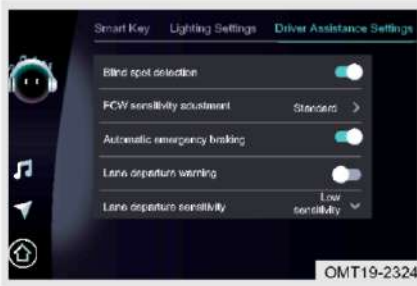 Smart Key Lighting Settings Driver Assistance Settings
Blind spot detection
FCW sensitivity adustment Standard >
Automatic emergency braking
Lane departure warning
Lane departure sensitivity Low sensitivity
OMT19-2324